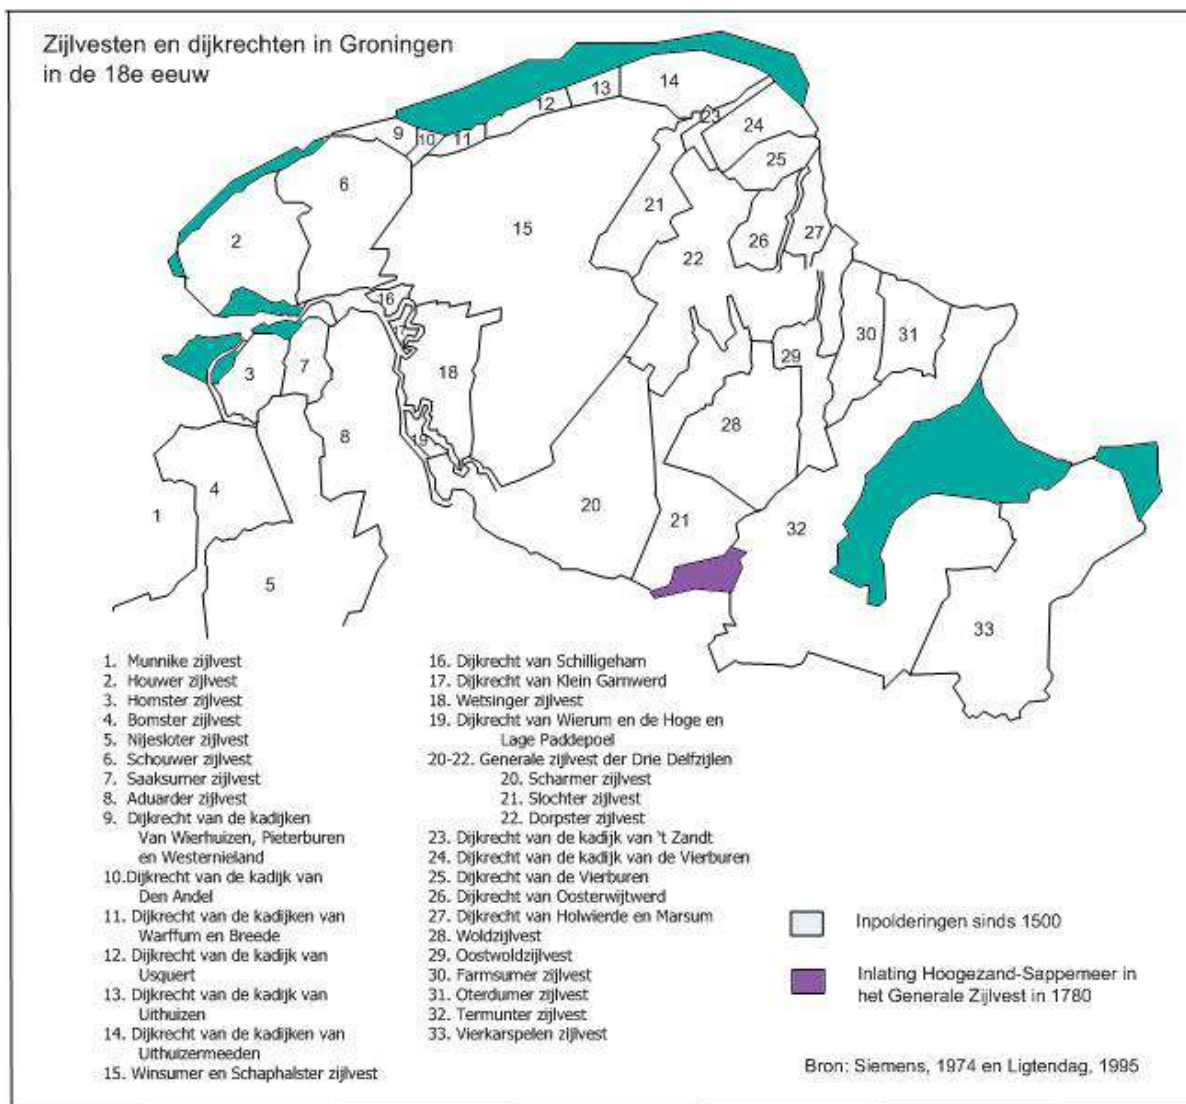 Zijlvesten en dijkrechten in Groningen
in de 18e eeuw
14
13
12
23
24
9
10
11
25
6
21
15
2
26
27
22
16
30
31
17
29
3
7
18
28
8
19
4
20
1
21
32
5
33
1. Munnike zijlvest
2. Houwer zijlvest
3. Homster zijlvest
4. Bomster zijlvest
5. Nijesloter zijlvest
6. Schouwer zijlvest
7. Saaksumer zijlvest
8. Aduarder zijlvest
9. Dijkrecht van de kadijken
Van Wierhuizen, Pieterburen
en Westernieland
10.Dijkrecht van de kadijk van
Den Andel
11. Dijkrecht van de kadijken van
Warffum en Breede
12. Dijkrecht van de kadijk van
Usquert
13. Dijkrecht van de kadijk van
Uithuizen
14. Dijkrecht van de kadijken van
Uithuizermeeden
15. Winsumer en Schaphalster zijlvest
16. Dijkrecht van Schilligeham
17. Dijkrecht van Klein Garnwerd
18. Wetsinger zijlvest
19. Dijkrecht van Wierum en de Hoge en
Lage Paddepoel
20-22. Generale zijlvest der Drie Delfzijlen
20. Scharmer zijlvest
21. Slochter zijlvest
22. Dorpster zijlvest
23. Dijkrecht van de kadijk van 't Zandt
24. Dijkrecht van de kadijk van de Vierburen
25. Dijkrecht van de Vierburen
26. Dijkrecht van Oosterwijtwerd
27. Dijkrecht van Holwierde en Marsum
28. Woldzijlvest
29. Oostwoldzijlvest
30. Farmsumer zijlvest
31. Oterdumer zijlvest
32. Termunter zijlvest
33. Vierkarspelen zijlvest
Inpolderingen sinds 1500
Inlating Hoogezand-Sappemeer in
het Generale Zijlvest in 1780
Bron: Siemens, 1974 en Ligtendag, 1995